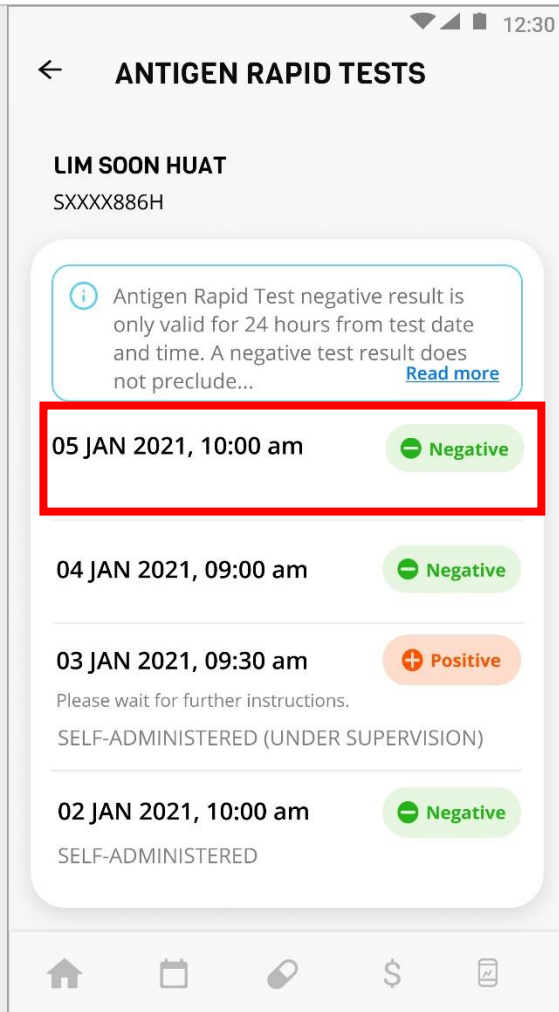 12:30
ANTIGEN RAPID TESTS
LIM SOON HUAT
SXXXX886H
Antigen Rapid Test negative result is
only valid for 24 hours from test date
and time. A negative test result does
not preclude... Read more
05 JAN 2021, 10:00 am Negative
04 JAN 2021, 09:00 am Negative
03 JAN 2021, 09:30 am Positive
Please wait for further instructions.
SELF-ADMINISTERED (UNDER SUPERVISION)
02 JAN 2021, 10:00 am Negative
SELF-ADMINISTERED